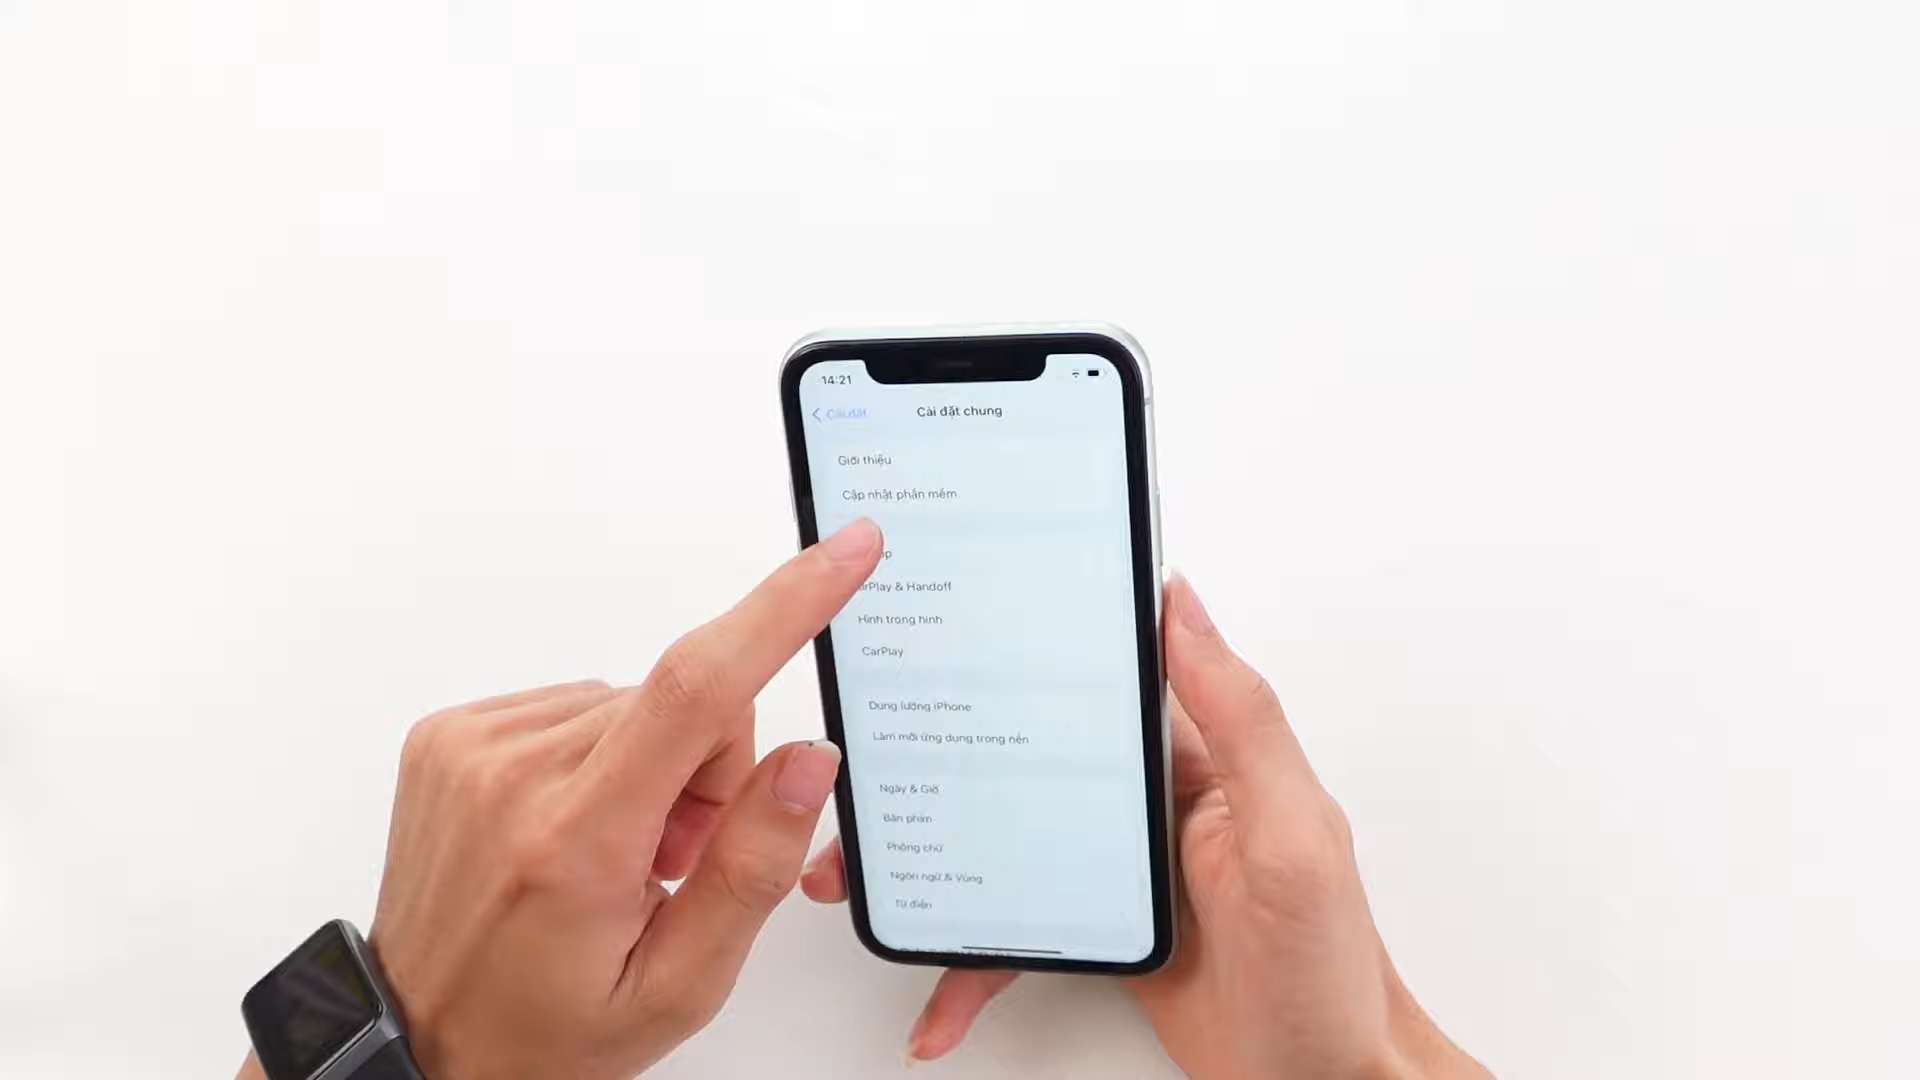 14:21
Cài đặt
Cài đặt chung
Giới thiệu
Cập nhật phần mềm
rPlay & Handoff
Hình trong hình
CarPlay
Dung lượng iPhone
Làm mới ứng dụng trong nền
Ngày & Giờ
Bàn phím
Phông chữ
Ngôn ngữ & Vùng
Từ điển